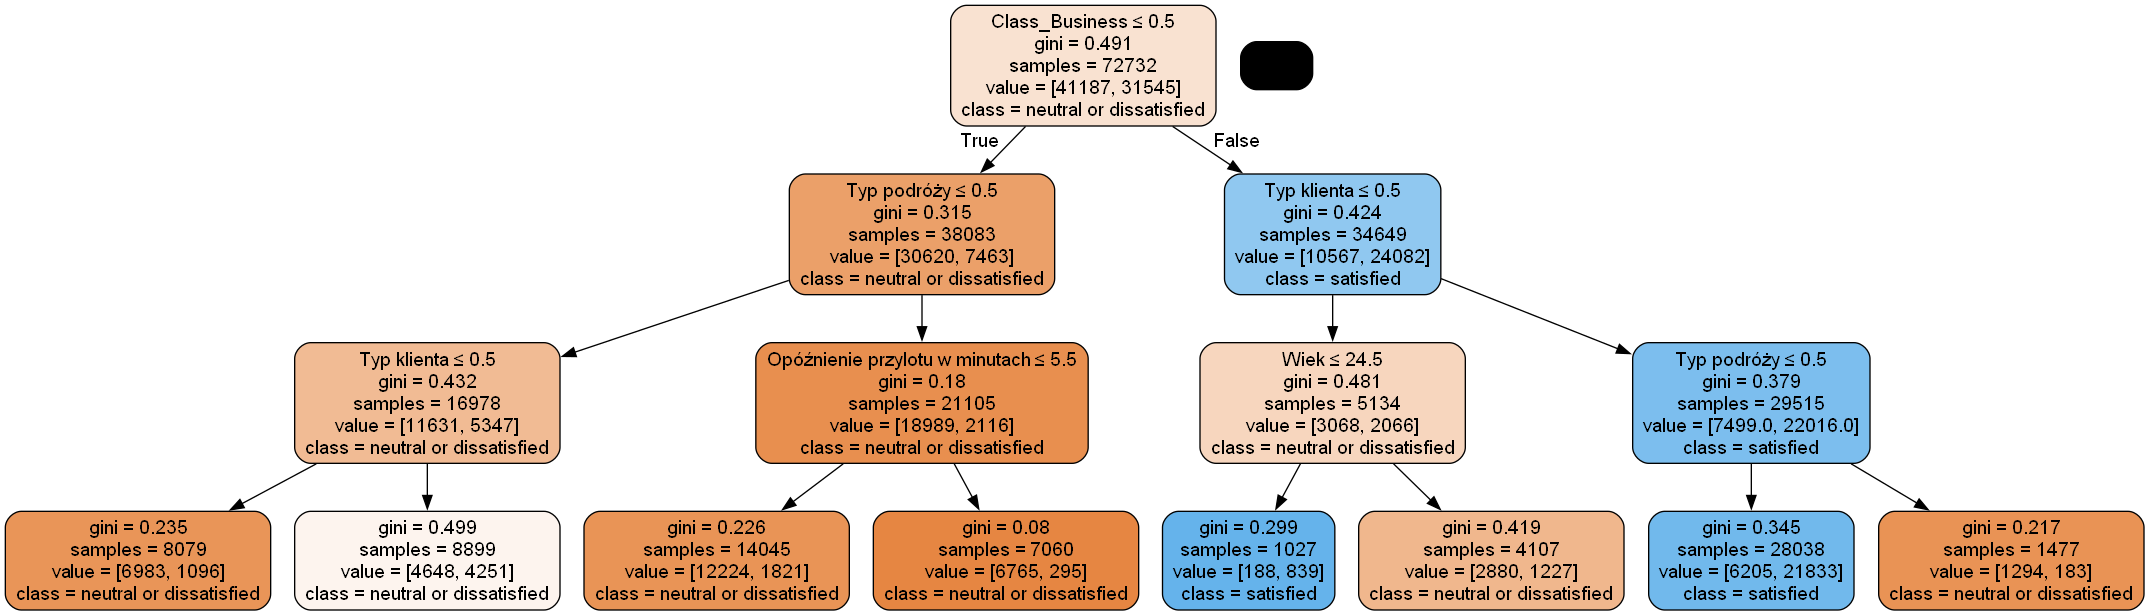 Class_Business ≤ 0.5
gini = 0.491
samples = 72732
value = [41187, 31545]
class = neutral or dissatisfied
True
False
Typ podróży ≤ 0.5
gini = 0.315
samples = 38083
value = [30620, 7463]
class = neutral or dissatisfied
Typ klienta ≤ 0.5
gini = 0.424
samples = 34649
value = [10567, 24082]
class = satisfied
Typ klienta ≤ 0.5
gini = 0.432
samples = 16978
value = [11631, 5347]
class = neutral or dissatisfied
Opóźnienie przylotu w minutach ≤ 5.5
gini = 0.18
samples = 21105
value = [18989, 2116]
class = neutral or dissatisfied
Wiek ≤ 24.5
gini = 0.481
samples = 5134
value = [3068, 2066]
class = neutral or dissatisfied
Typ podróży ≤ 0.5
gini = 0.379
samples = 29515
value = [7499.0, 22016.0]
class = satisfied
gini = 0.235
samples = 8079
value = [6983, 1096]
class = neutral or dissatisfied
gini = 0.499
samples = 8899
value = [4648, 4251]
class = neutral or dissatisfied
gini = 0.226
samples = 14045
value = [12224, 1821]
class = neutral or dissatisfied
gini = 0.08
samples = 7060
value = [6765, 295]
class = neutral or dissatisfied
gini = 0.299
samples = 1027
value = [188, 839]
class = satisfied
gini = 0.419
samples = 4107
value = [2880, 1227]
class = neutral or dissatisfied
gini = 0.345
samples = 28038
value = [6205, 21833]
class = satisfied
gini = 0.217
samples = 1477
value = [1294, 183]
class = neutral or dissatisfied